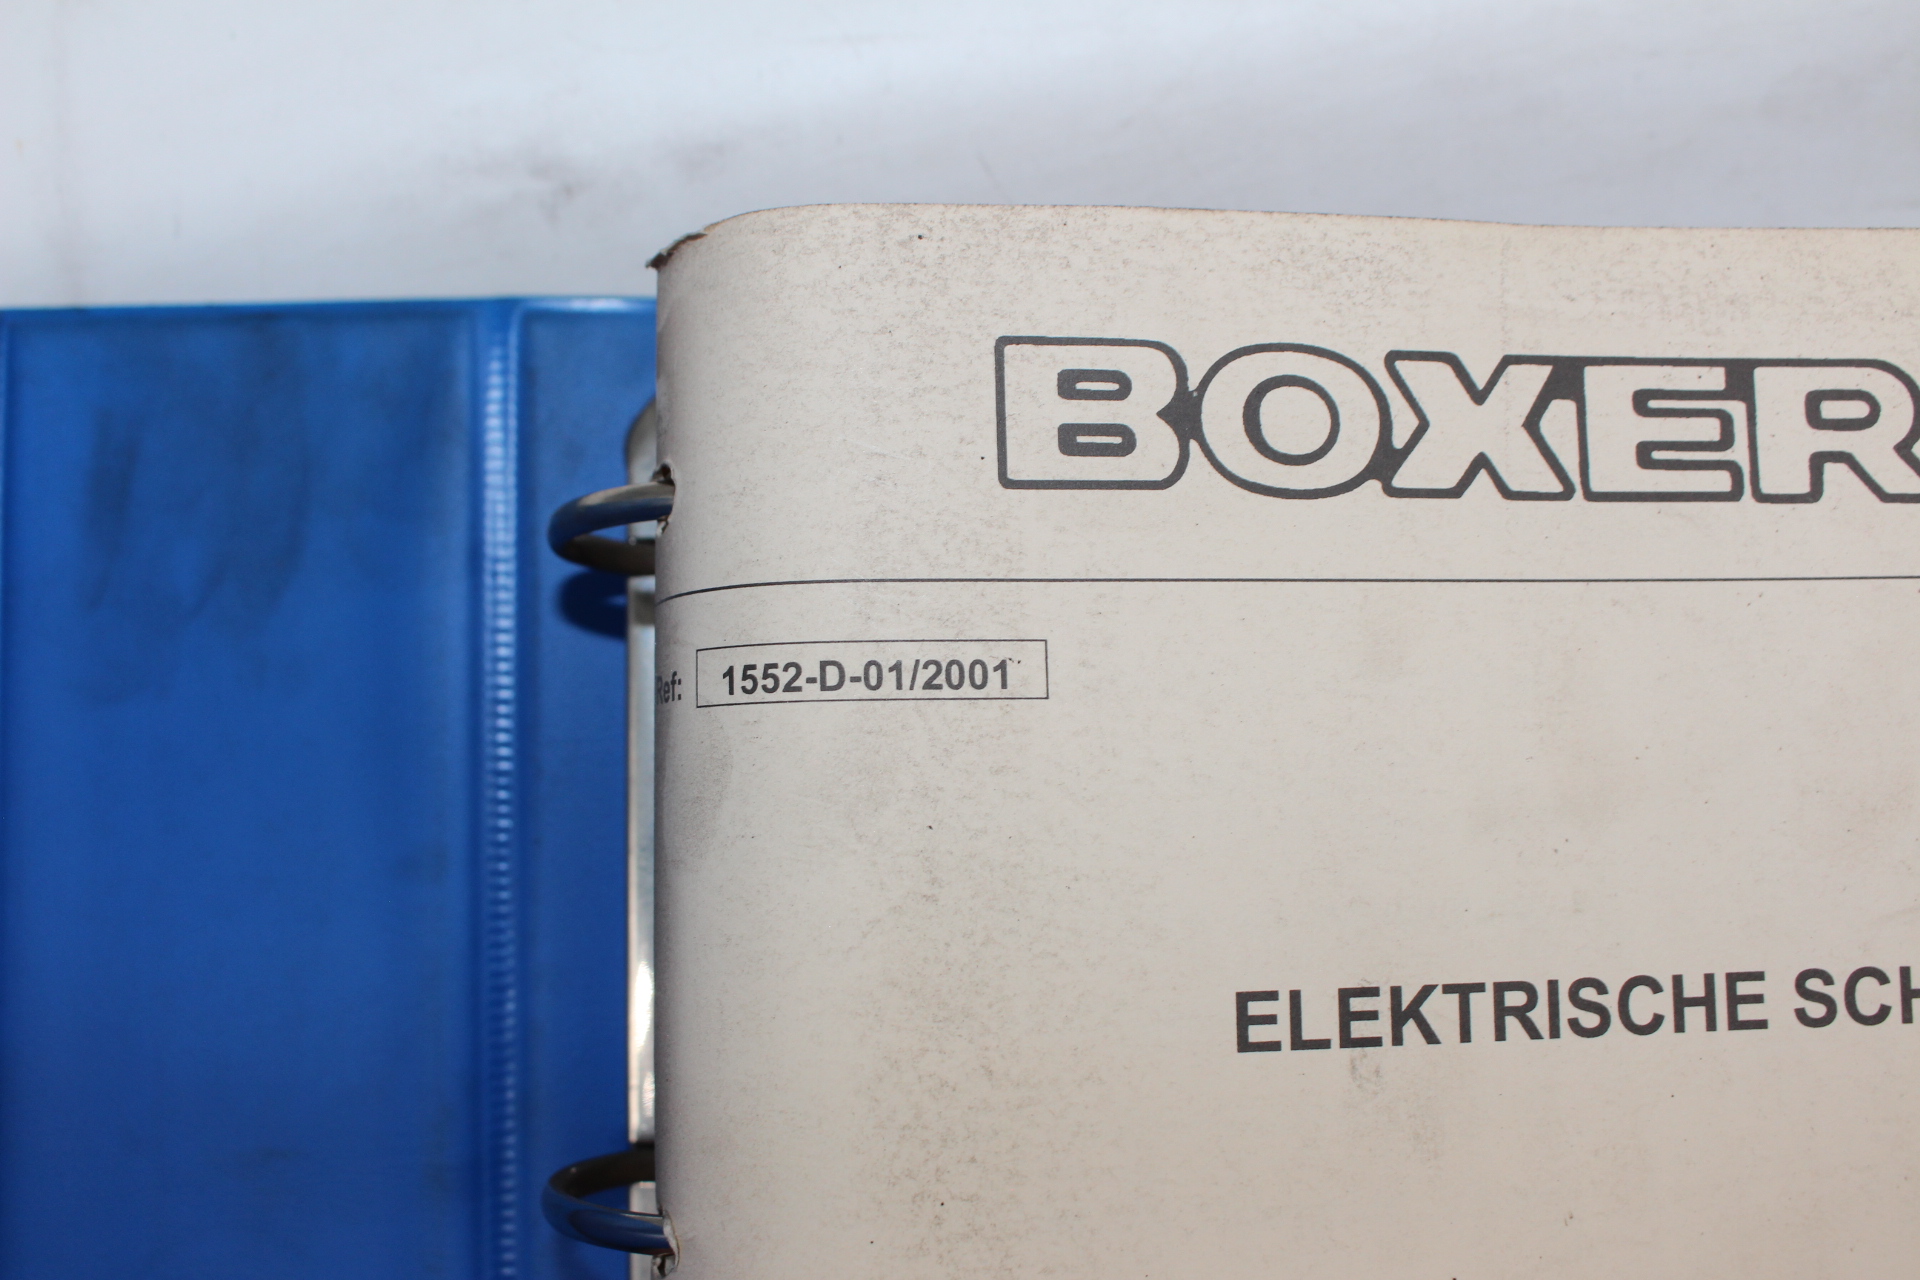 BOXER
Ref: 1552-D-01/2001
ELEKTRISCHE SCH